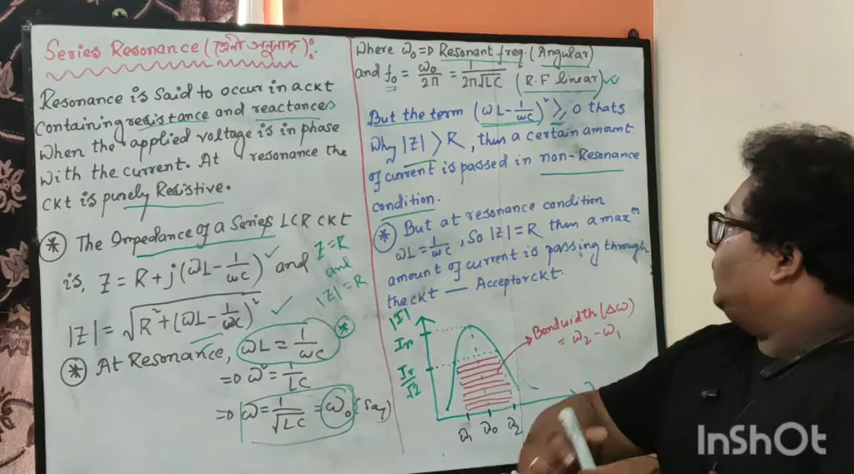 Series Resonance (শ্রেণী অনুনাদ):
Resonance is said to occur in a ckt
containing resistance and reactances
when the applied voltage is in phase
with the current. At resonance the
ckt is purely Resistive.
* The Impedance of a Series LCR ckt
is, Z = R + j(ωL - 1/ωC) ✓ and Z = R
and
|Z| = √(R² + (ωL - 1/ωC)²) ✓ |Z| = R
* At Resonance, ωL = 1/ωC *
⇒ ω² = 1/LC
⇒ ω = 1/√LC = ω₀ (say)
Where ω₀ ⇒ Resonant freq (Angular)
and f₀ = ω₀/2π = 1/2π√LC (R.F linear) ✓
But the term (ωL - 1/ωC)² ≥ 0 thats
why |Z| > R, then a certain amount
of current is passed in non-Resonance
condition.
* But at resonance condition
ωL = 1/ωC, So |Z| = R then a maxᵐ
amount of current is passing through
the ckt — Acceptor ckt.
|I|
Ir
Ir/√2
Bandwidth (Δω)
= ω₂ - ω₁
ω₁ ω₀ ω₂
InShOt